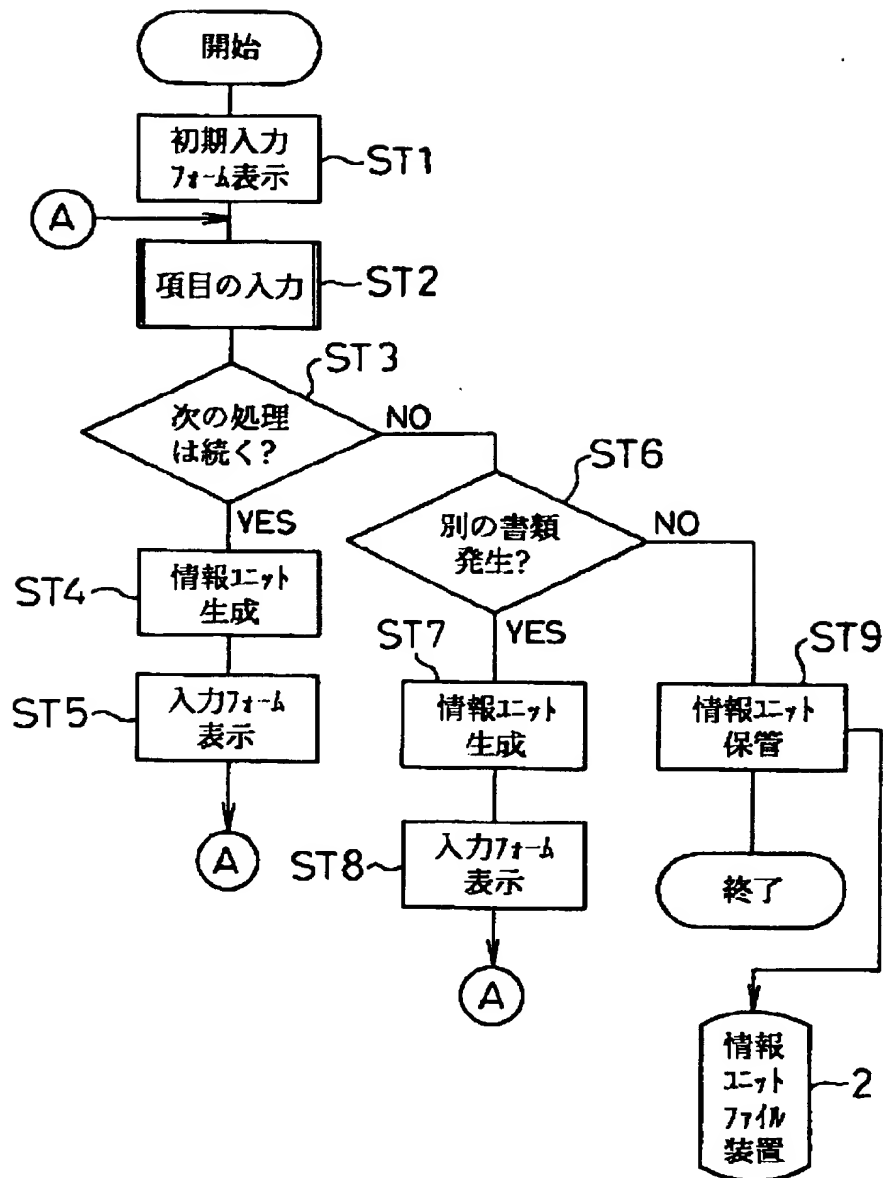 開始
初期入力
フォーム表示
ST1
A
項目の入力
ST2
ST3
次の処理
は続く?
NO
YES
ST6
別の書類
発生?
NO
YES
ST4
情報ユニット
生成
ST5
入力フォーム
表示
A
ST7
情報ユニット
生成
ST8
入力フォーム
表示
A
ST9
情報ユニット
保管
終了
情報
ユニット
ファイル
装置
2